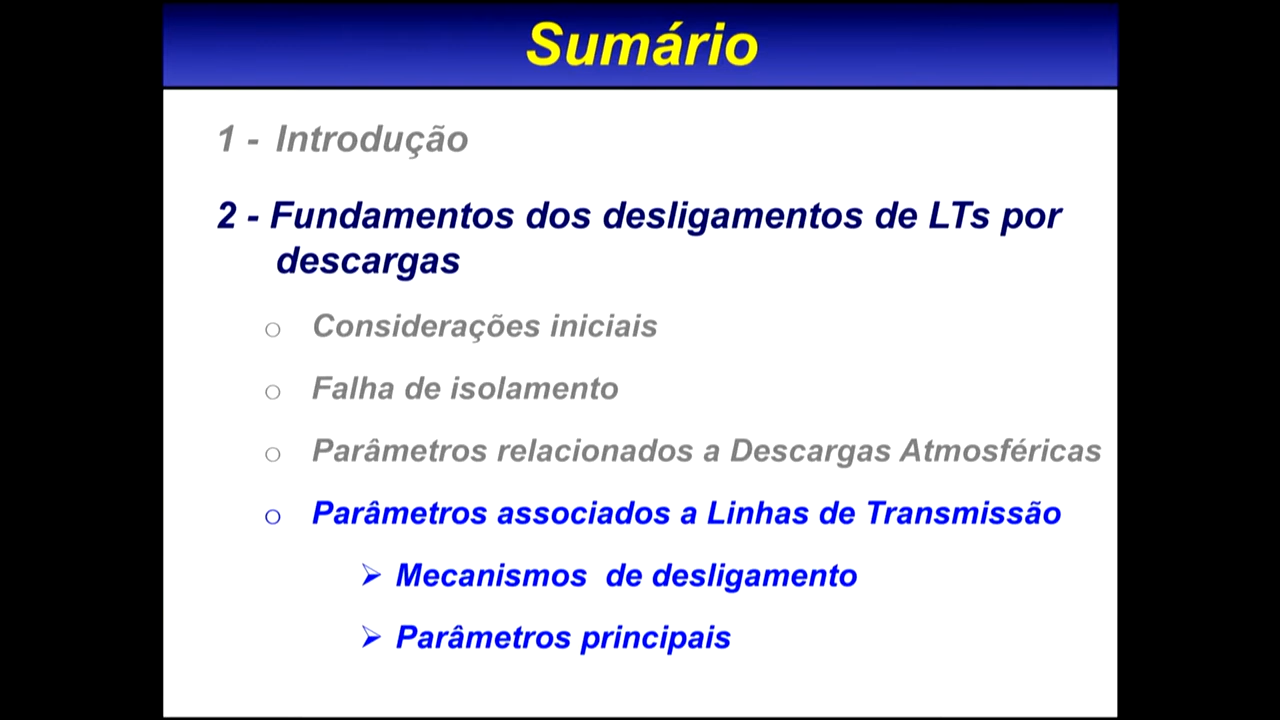 Sumário
1 - Introdução
2 - Fundamentos dos desligamentos de LTs por
descargas
o Considerações iniciais
o Falha de isolamento
o Parâmetros relacionados a Descargas Atmosféricas
o Parâmetros associados a Linhas de Transmissão
➢ Mecanismos de desligamento
➢ Parâmetros principais